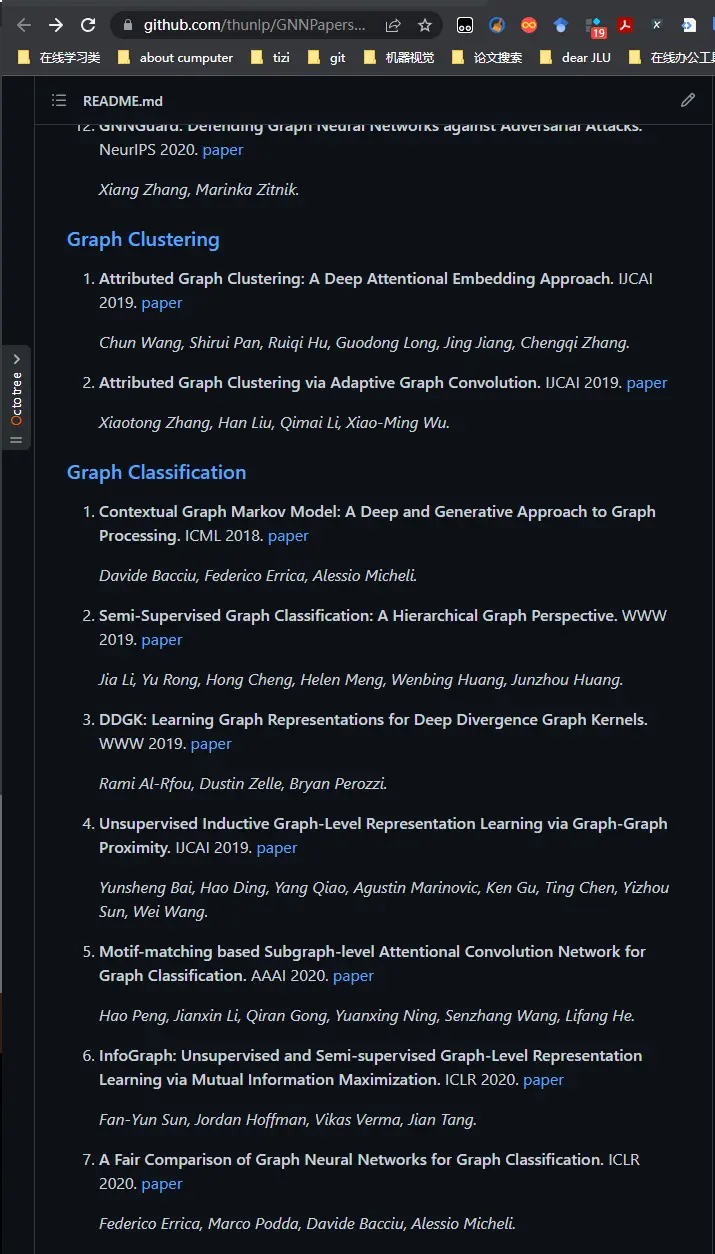 github.com/thunlp/GNNPapers...
19
在线学习类 about cumputer tizi git 机器视觉 论文搜索 dear JLU 在线办公工具
README.md
12. GNNGuard: Defending Graph Neural Networks against Adversarial Attacks.
NeurIPS 2020. paper
Xiang Zhang, Marinka Zitnik.
Graph Clustering
1. Attributed Graph Clustering: A Deep Attentional Embedding Approach. IJCAI
2019. paper
Chun Wang, Shirui Pan, Ruiqi Hu, Guodong Long, Jing Jiang, Chengqi Zhang.
2. Attributed Graph Clustering via Adaptive Graph Convolution. IJCAI 2019. paper
Xiaotong Zhang, Han Liu, Qimai Li, Xiao-Ming Wu.
Octotree
Graph Classification
1. Contextual Graph Markov Model: A Deep and Generative Approach to Graph
Processing. ICML 2018. paper
Davide Bacciu, Federico Errica, Alessio Micheli.
2. Semi-Supervised Graph Classification: A Hierarchical Graph Perspective. WWW
2019. paper
Jia Li, Yu Rong, Hong Cheng, Helen Meng, Wenbing Huang, Junzhou Huang.
3. DDGK: Learning Graph Representations for Deep Divergence Graph Kernels.
WWW 2019. paper
Rami Al-Rfou, Dustin Zelle, Bryan Perozzi.
4. Unsupervised Inductive Graph-Level Representation Learning via Graph-Graph
Proximity. IJCAI 2019. paper
Yunsheng Bai, Hao Ding, Yang Qiao, Agustin Marinovic, Ken Gu, Ting Chen, Yizhou
Sun, Wei Wang.
5. Motif-matching based Subgraph-level Attentional Convolution Network for
Graph Classification. AAAI 2020. paper
Hao Peng, Jianxin Li, Qiran Gong, Yuanxing Ning, Senzhang Wang, Lifang He.
6. InfoGraph: Unsupervised and Semi-supervised Graph-Level Representation
Learning via Mutual Information Maximization. ICLR 2020. paper
Fan-Yun Sun, Jordan Hoffman, Vikas Verma, Jian Tang.
7. A Fair Comparison of Graph Neural Networks for Graph Classification. ICLR
2020. paper
Federico Errica, Marco Podda, Davide Bacciu, Alessio Micheli.